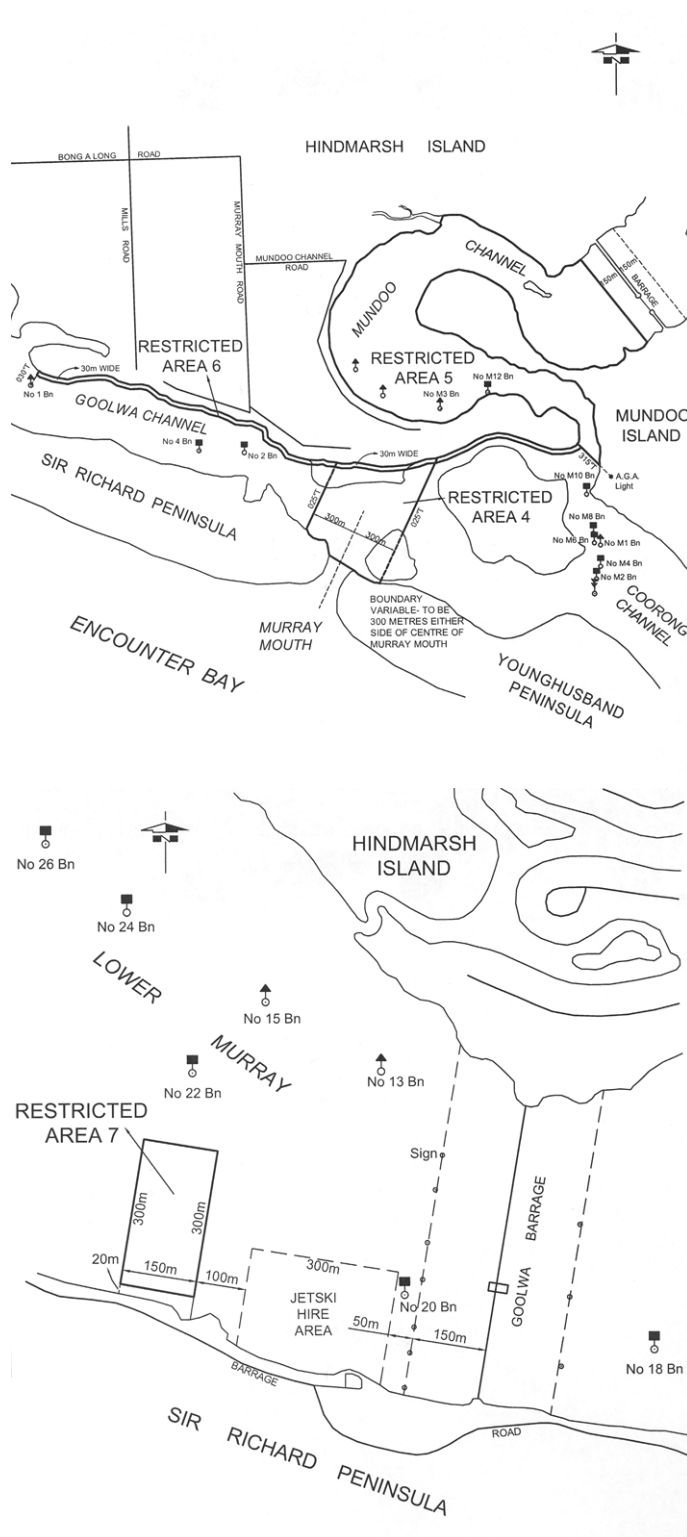 HINDMARSH ISLAND
BONG A LONG ROAD
MILLS ROAD
MURRAY MOUTH ROAD
MUNDOO CHANNEL
ROAD
MUNDOO
CHANNEL
150m
150m
BARRAGE
RESTRICTED
AREA 6
RESTRICTED
AREA 5
030°T
30m WIDE
No 1 Bn
GOOLWA CHANNEL
No M12 Bn
No M3 Bn
MUNDOO
ISLAND
No 4 Bn
No 2 Bn
30m WIDE
315°T
A.G.A.
Light
SIR RICHARD PENINSULA
No M10 Bn
025°T
300m
300m
025°T
RESTRICTED
AREA 4
No M8 Bn
No M6 Bn
No M1 Bn
No M4 Bn
No M2 Bn
COORONG
CHANNEL
MURRAY
MOUTH
BOUNDARY
VARIABLE- TO BE
300 METRES EITHER
SIDE OF CENTRE OF
MURRAY MOUTH
ENCOUNTER BAY
YOUNGHUSBAND
PENINSULA
HINDMARSH
ISLAND
No 26 Bn
No 24 Bn
LOWER
MURRAY
No 15 Bn
No 22 Bn
No 13 Bn
RESTRICTED
AREA 7
Sign
300m
300m
20m
150m
100m
300m
JETSKI
HIRE
AREA
50m
No 20 Bn
150m
GOOLWA BARRAGE
No 18 Bn
BARRAGE
ROAD
SIR RICHARD PENINSULA